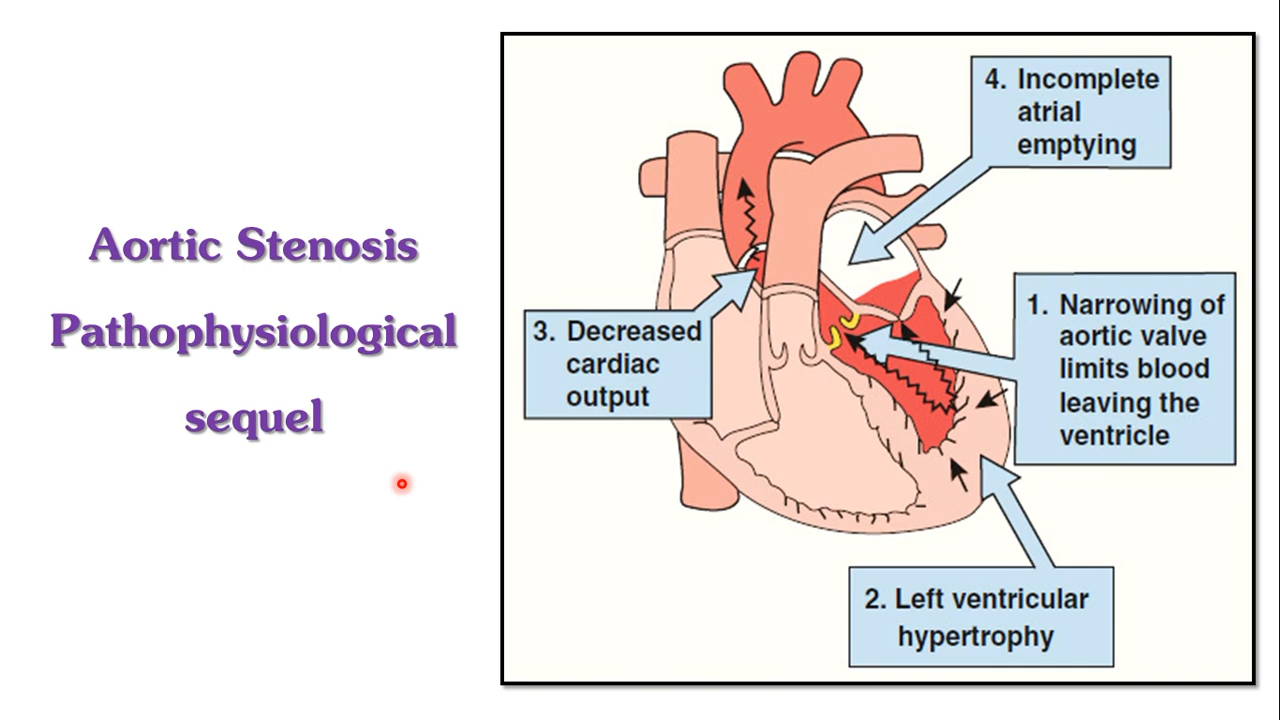 Aortic Stenosis
Pathophysiological
sequel
4. Incomplete
atrial
emptying
1. Narrowing of
aortic valve
limits blood
leaving the
ventricle
3. Decreased
cardiac
output
2. Left ventricular
hypertrophy